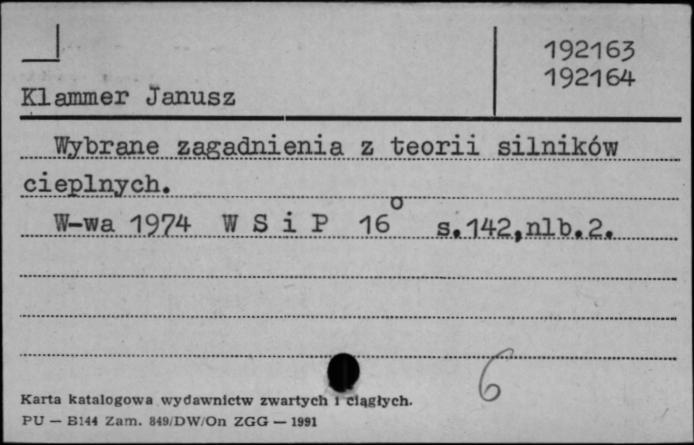 192163
192164
Klammer Janusz
Wybrane zagadnienia z teorii silników
cieplnych.
W-wa 1974 W S i P 16° s.142,nlb.2.
6
Karta katalogowa wydawnictw zwartych i ciągłych.
PU — B144 Zam. 849/DW/On ZGG — 1991